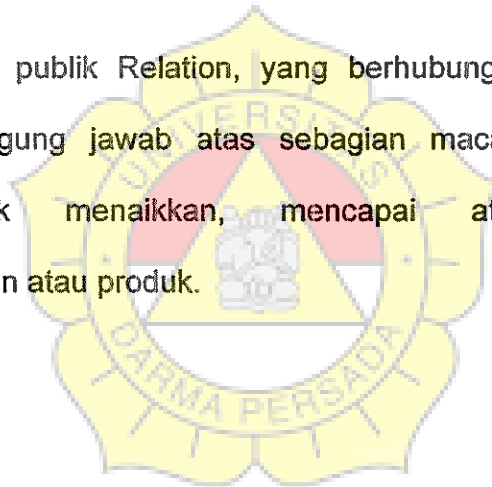 publik Relation, yang berhubung
gung jawab atas sebagian maca
k menaikkan, mencapai at
n atau produk.
UNIVERSITAS
DARMA PERSADA